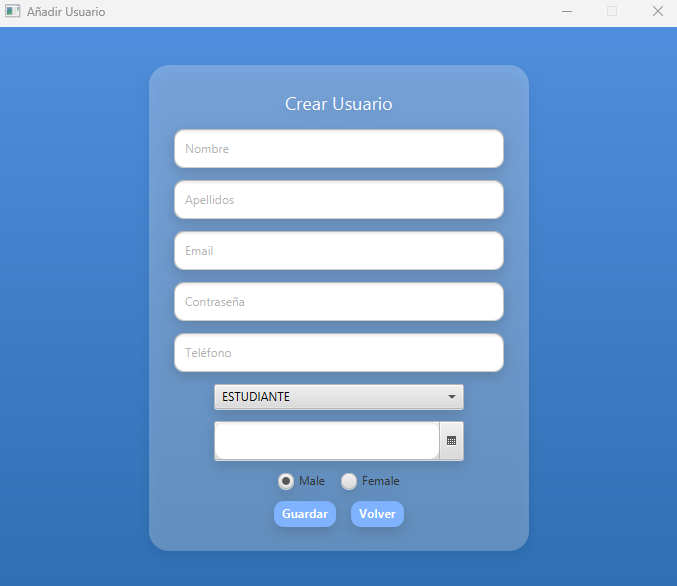 Añadir Usuario
Crear Usuario
Nombre
Apellidos
Email
Contraseña
Teléfono
ESTUDIANTE
Male Female
Guardar Volver